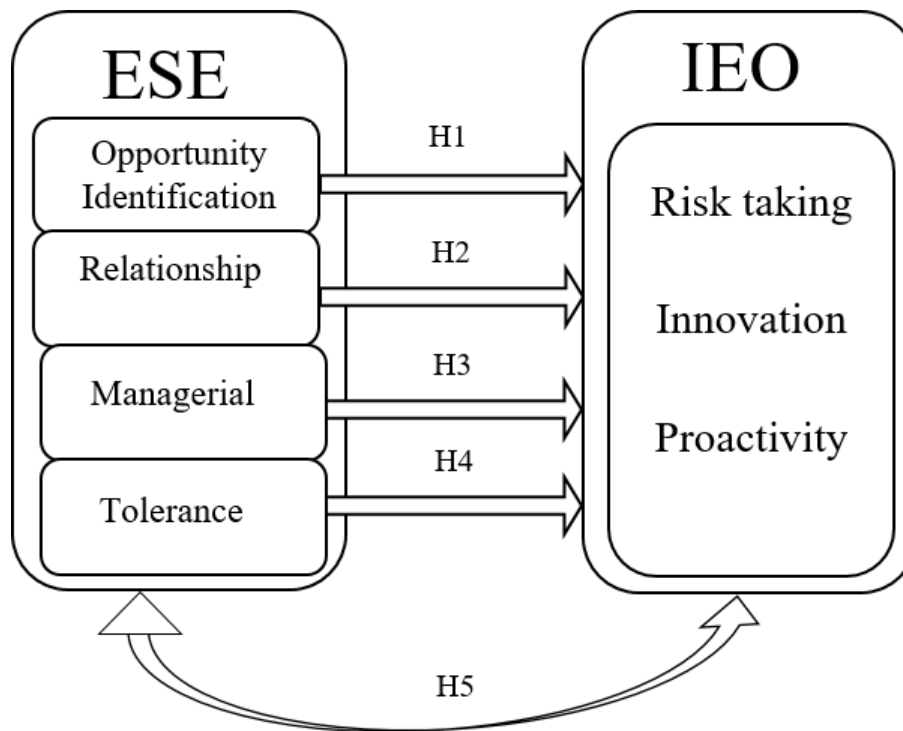 ESE
Opportunity
Identification
Relationship
Managerial
Tolerance
H1
H2
H3
H4
IEO
Risk taking
Innovation
Proactivity
H5